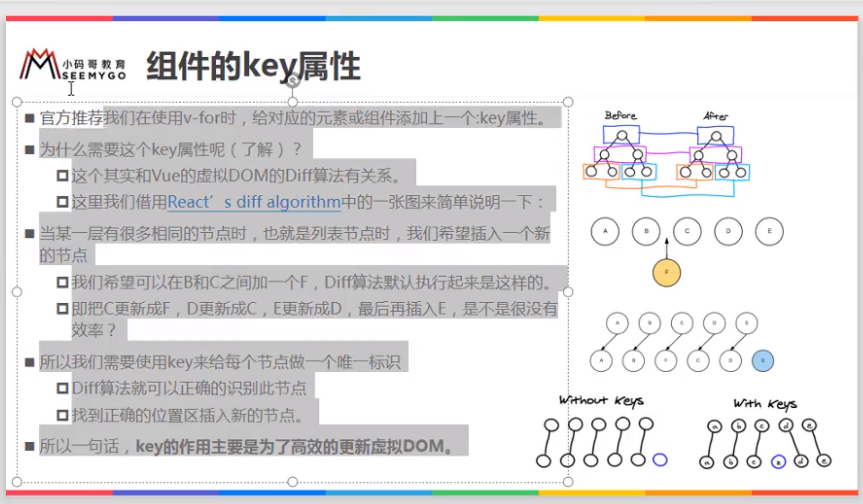 小码哥教育
SEEMYGO
组件的key属性
■ 官方推荐我们在使用v-for时，给对应的元素或组件添加上一个:key属性。
■ 为什么需要这个key属性呢（了解）？
这个其实和Vue的虚拟DOM的Diff算法有关系。
这里我们借用React’s diff algorithm中的一张图来简单说明一下：
■ 当某一层有很多相同的节点时，也就是列表节点时，我们希望插入一个新
的节点
我们希望可以在B和C之间加一个F，Diff算法默认执行起来是这样的。
即把C更新成F，D更新成C，E更新成D，最后再插入E，是不是很没有
效率？
■ 所以我们需要使用key来给每个节点做一个唯一标识
Diff算法就可以正确的识别此节点
找到正确的位置区插入新的节点。
■ 所以一句话，key的作用主要是为了高效的更新虚拟DOM。
Before After
A B C D E
F
A B C D E
A B F C D E
Without Keys With Keys
a b c d e
a b c d e